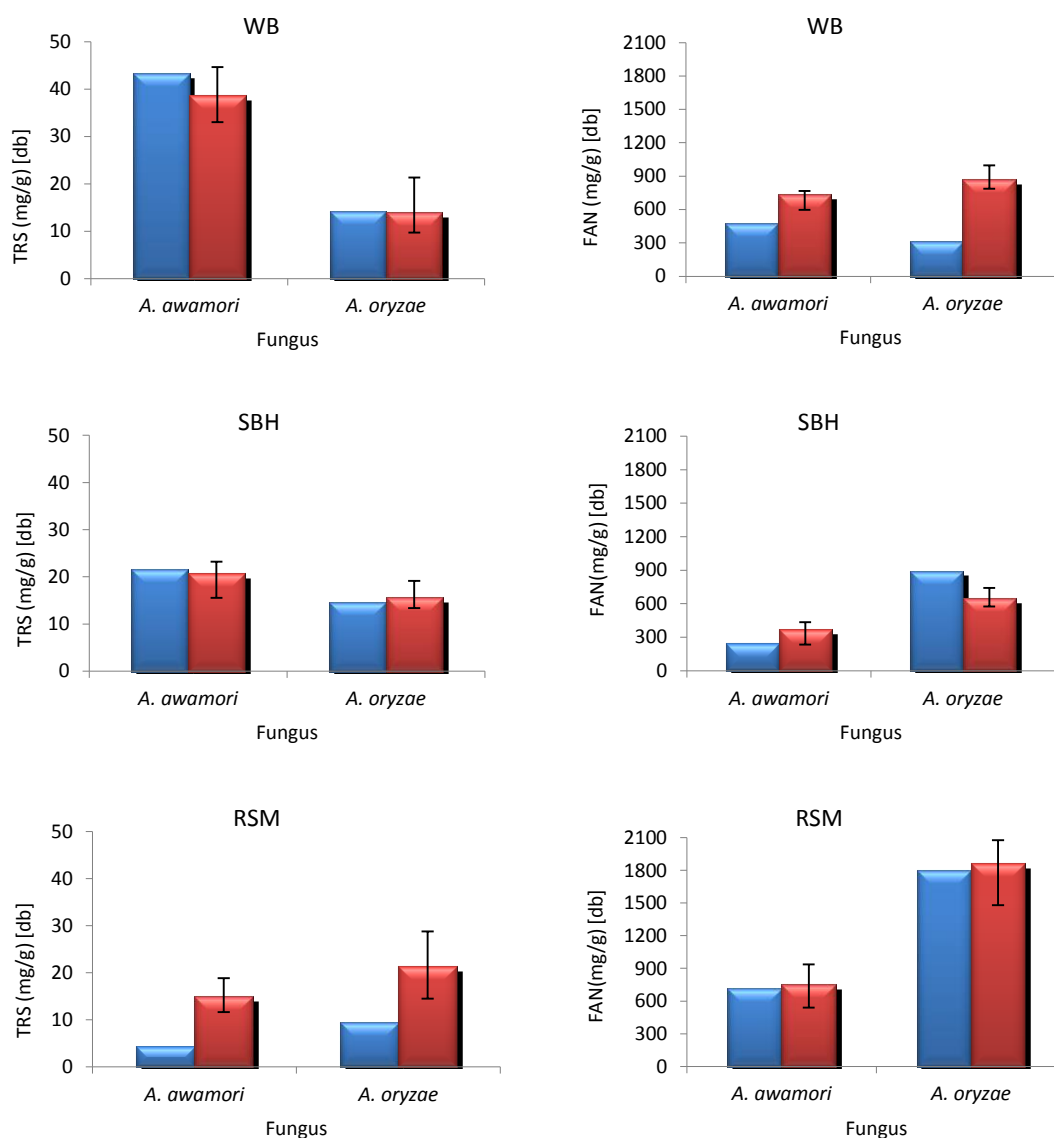 WB
50
40
30
20
10
0
TRS (mg/g) [db]
A. awamori A. oryzae
Fungus
WB
2100
1800
1500
1200
900
600
300
0
FAN (mg/g) [db]
A. awamori A. oryzae
Fungus
SBH
50
40
30
20
10
0
TRS (mg/g) [db]
A. awamori A. oryzae
Fungus
SBH
2100
1800
1500
1200
900
600
300
0
FAN(mg/g) [db]
A. awamori A. oryzae
Fungus
RSM
50
40
30
20
10
0
TRS (mg/g) [db]
A. awamori A. oryzae
Fungus
RSM
2100
1800
1500
1200
900
600
300
0
FAN(mg/g) [db]
A. awamori A. oryzae
Fungus